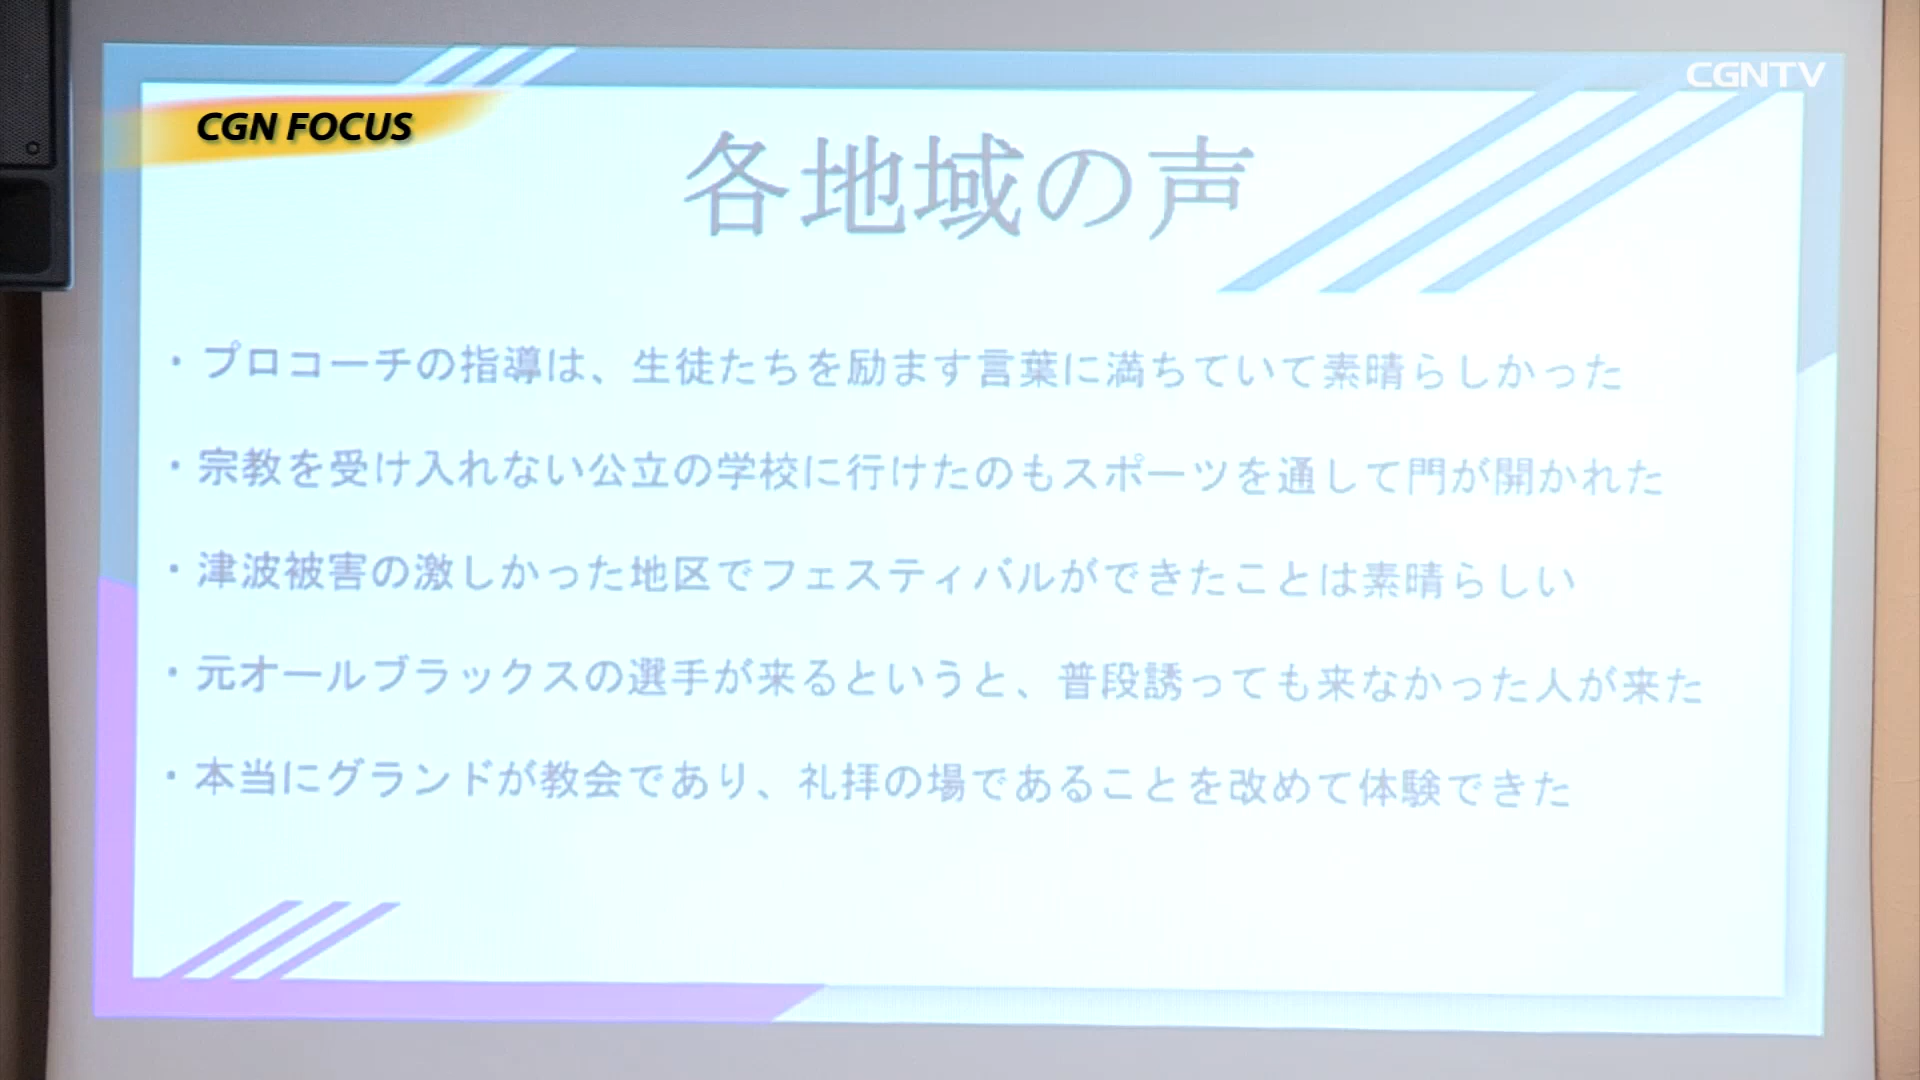 CGNTV
CGN FOCUS
各地域の声
・プロコーチの指導は、生徒たちを励ます言葉に満ちていて素晴らしかった
・宗教を受け入れない公立の学校に行けたのもスポーツを通して門が開かれた
・津波被害の激しかった地区でフェスティバルができたことは素晴らしい
・元オールブラックスの選手が来るというと、普段誘っても来なかった人が来た
・本当にグランドが教会であり、礼拝の場であることを改めて体験できた